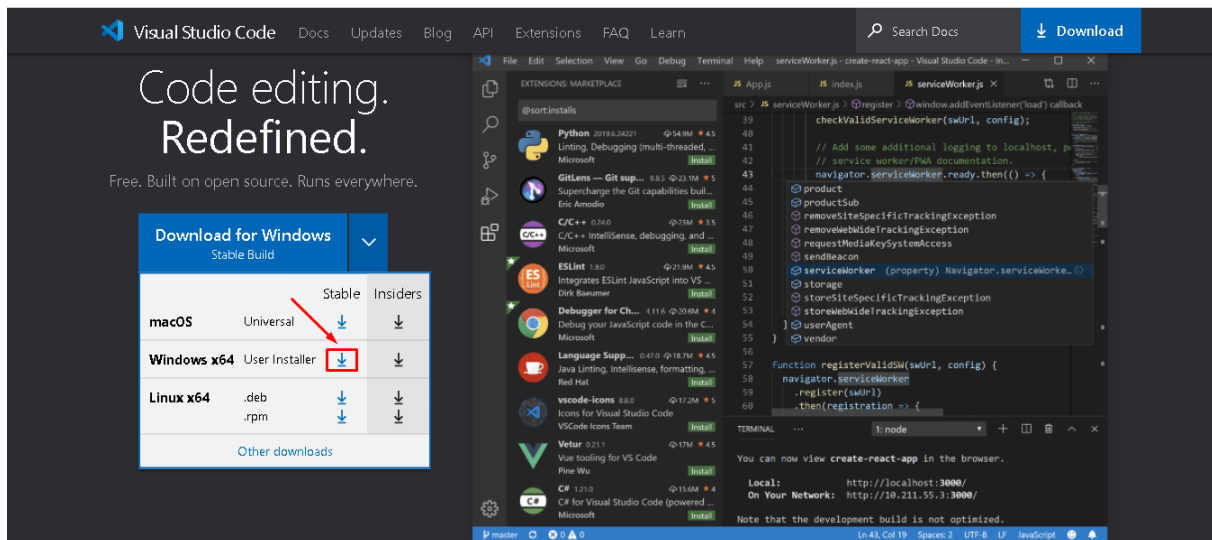 Visual Studio Code Docs Updates Blog API Extensions FAQ Learn Search Docs Download
Code editing.
Redefined.
Free. Built on open source. Runs everywhere.
Download for Windows
Stable Build
Stable Insiders
macOS Universal
Windows x64 User Installer
Linux x64 .deb
.rpm
Other downloads
File Edit Selection View Go Debug Terminal Help serviceWorker.js - create-react-app - Visual Studio Code - In...
EXTENSIONS: MARKETPLACE ···
@sort:installs
Python 2019.6.24221 54.9M ★ 4.5
Linting, Debugging (multi-threaded, ...
Microsoft Install
GitLens — Git sup... 9.8.5 23.1M ★ 5
Supercharge the Git capabilities buil...
Eric Amodio Install
C/C++ 0.24.0 23M ★ 3.5
C/C++ IntelliSense, debugging, and ...
Microsoft Install
ESLint 1.9.0 21.9M ★ 4.5
Integrates ESLint JavaScript into VS ...
Dirk Baeumer Install
Debugger for Ch... 4.11.6 20.6M ★ 4
Debug your JavaScript code in the C...
Microsoft Install
Language Supp... 0.47.0 18.7M ★ 4.5
Java Linting, Intellisense, formatting, ...
Red Hat Install
vscode-icons 8.8.0 17.2M ★ 5
Icons for Visual Studio Code
VSCode Icons Team Install
Vetur 0.21.1 17M ★ 4.5
Vue tooling for VS Code
Pine Wu Install
C# 1.21.0 15.6M ★ 4
C# for Visual Studio Code (powered ...
Microsoft Install
JS App.js JS index.js JS serviceWorker.js ×
src > JS serviceWorker.js > register > window.addEventListener('load') callback
39 checkValidServiceWorker(swUrl, config);
40
41 // Add some additional logging to localhost, p
42 // service worker/PWA documentation.
43 navigator.serviceWorker.ready.then(() => {
44 product
45 productSub
46 removeSiteSpecificTrackingException
47 removeWebWideTrackingException
48 requestMediaKeySystemAccess
49 sendBeacon
50 serviceWorker (property) Navigator.serviceWorke...
51 storage
52 storeSiteSpecificTrackingException
53 storeWebWideTrackingException
54 } userAgent
55 } vendor
56
57 function registerValidSW(swUrl, config) {
58 navigator.serviceWorker
59 .register(swUrl)
60 .then(registration => {
TERMINAL ··· 1: node
You can now view create-react-app in the browser.
Local: http://localhost:3000/
On Your Network: http://10.211.55.3:3000/
Note that the development build is not optimized.
master 0 0 Ln 43, Col 19 Spaces: 2 UTF-8 LF JavaScript